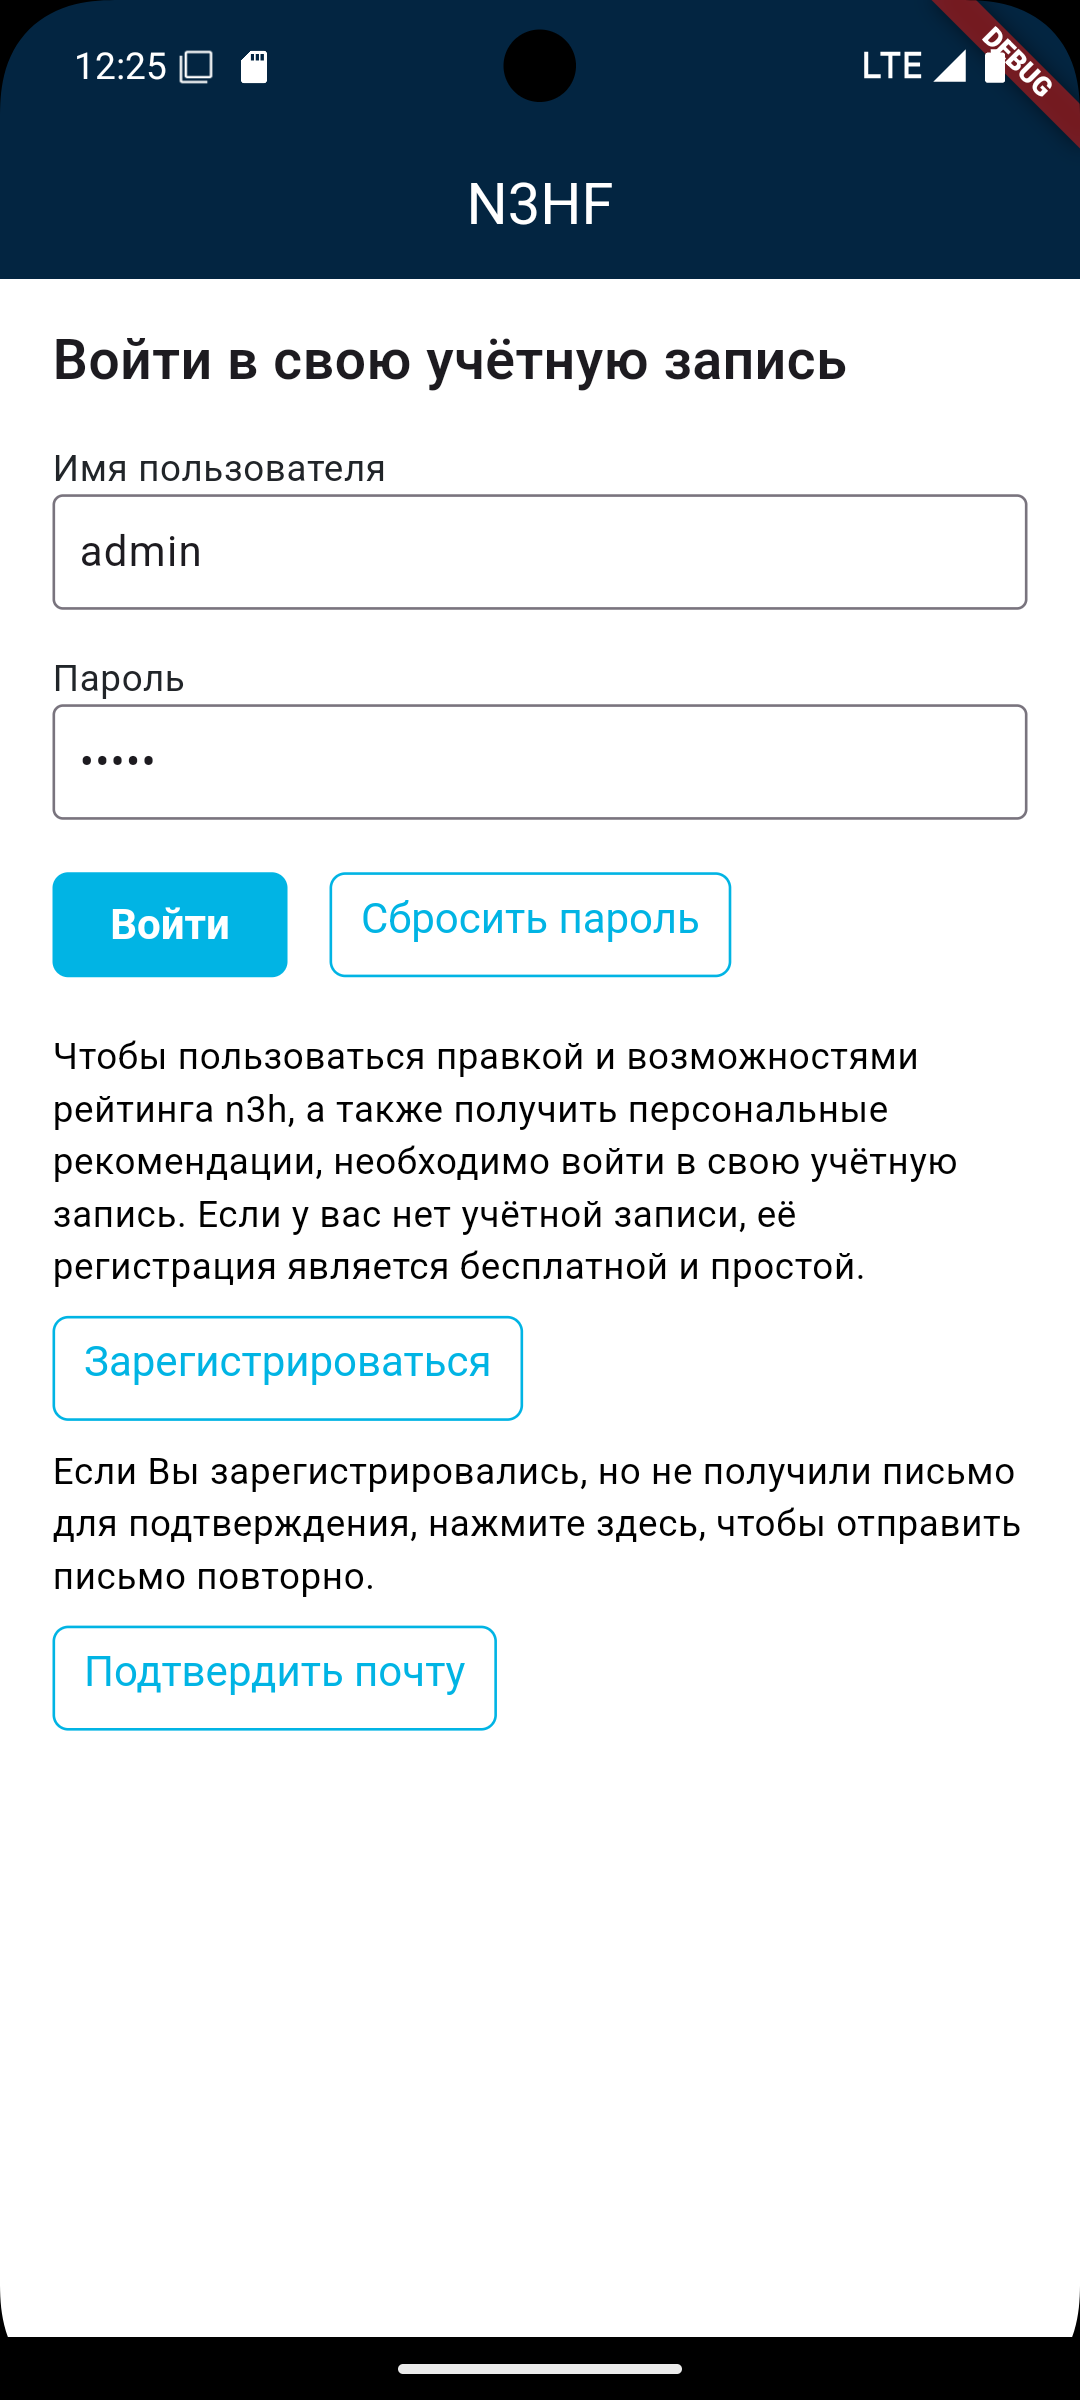 12:25
LTE
DEBUG
N3HF
Войти в свою учётную запись
Имя пользователя
admin
Пароль
•••••
Войти
Сбросить пароль
Чтобы пользоваться правкой и возможностями
рейтинга n3h, а также получить персональные
рекомендации, необходимо войти в свою учётную
запись. Если у вас нет учётной записи, её
регистрация является бесплатной и простой.
Зарегистрироваться
Если Вы зарегистрировались, но не получили письмо
для подтверждения, нажмите здесь, чтобы отправить
письмо повторно.
Подтвердить почту